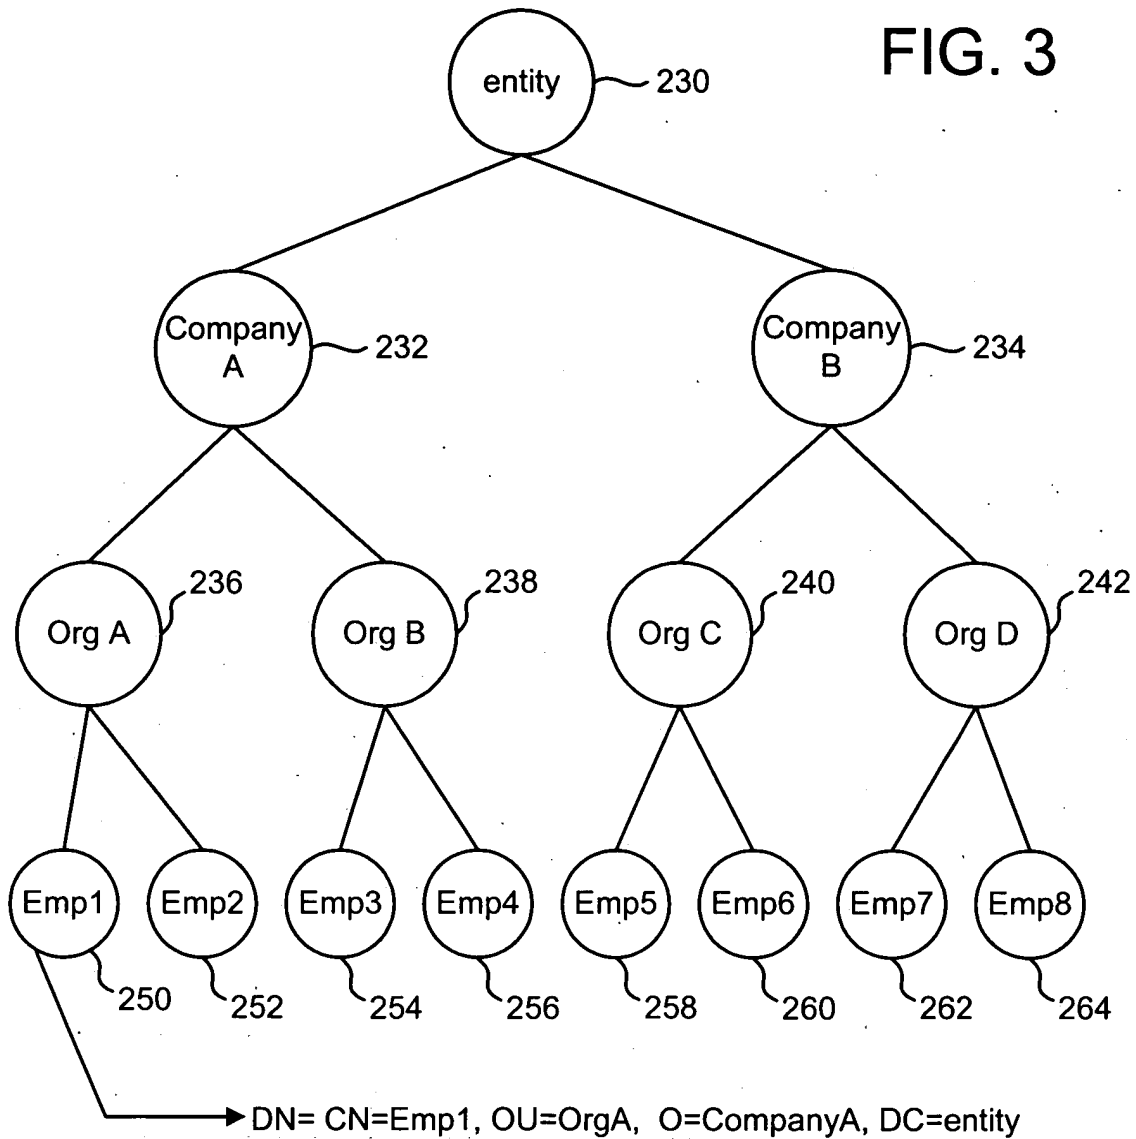 FIG. 3
entity
230
Company
A
232
Company
B
234
Org A
236
Org B
238
Org C
240
Org D
242
Emp1
Emp2
Emp3
Emp4
Emp5
Emp6
Emp7
Emp8
250
252
254
256
258
260
262
264
DN= CN=Emp1, OU=OrgA, O=CompanyA, DC=entity